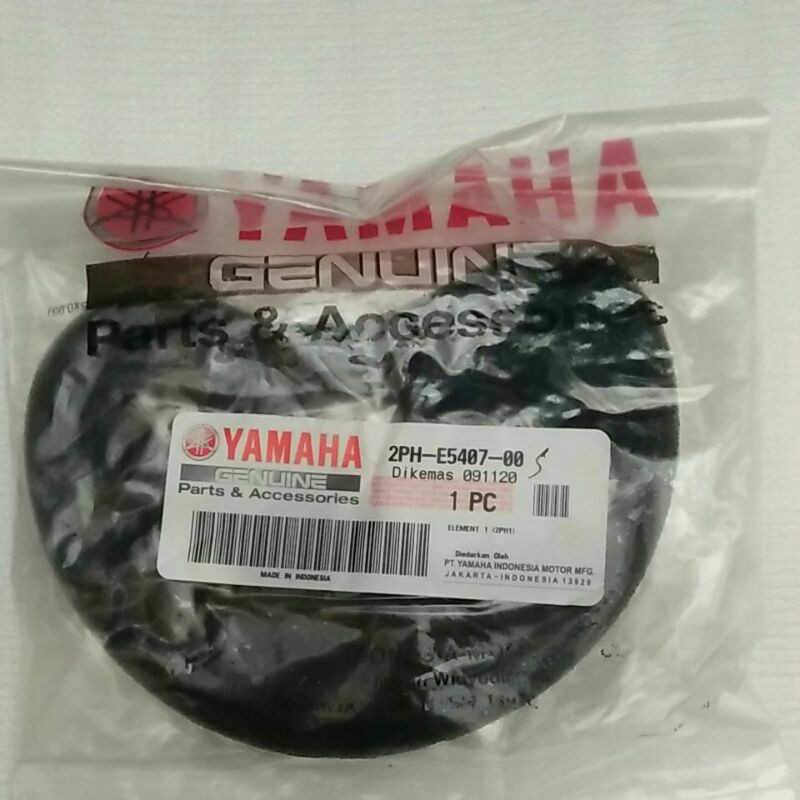 YAMAHA
GENUINE
Parts & Accessories
YAMAHA
GENUINE
Parts & Accessories
2PH-E5407-00
Dikemas 091120
1 PC
ELEMENT 1 (2PH1)
Diedarkan Oleh
PT. YAMAHA INDONESIA MOTOR MFG.
JAKARTA-INDONESIA 13920
MADE IN INDONESIA